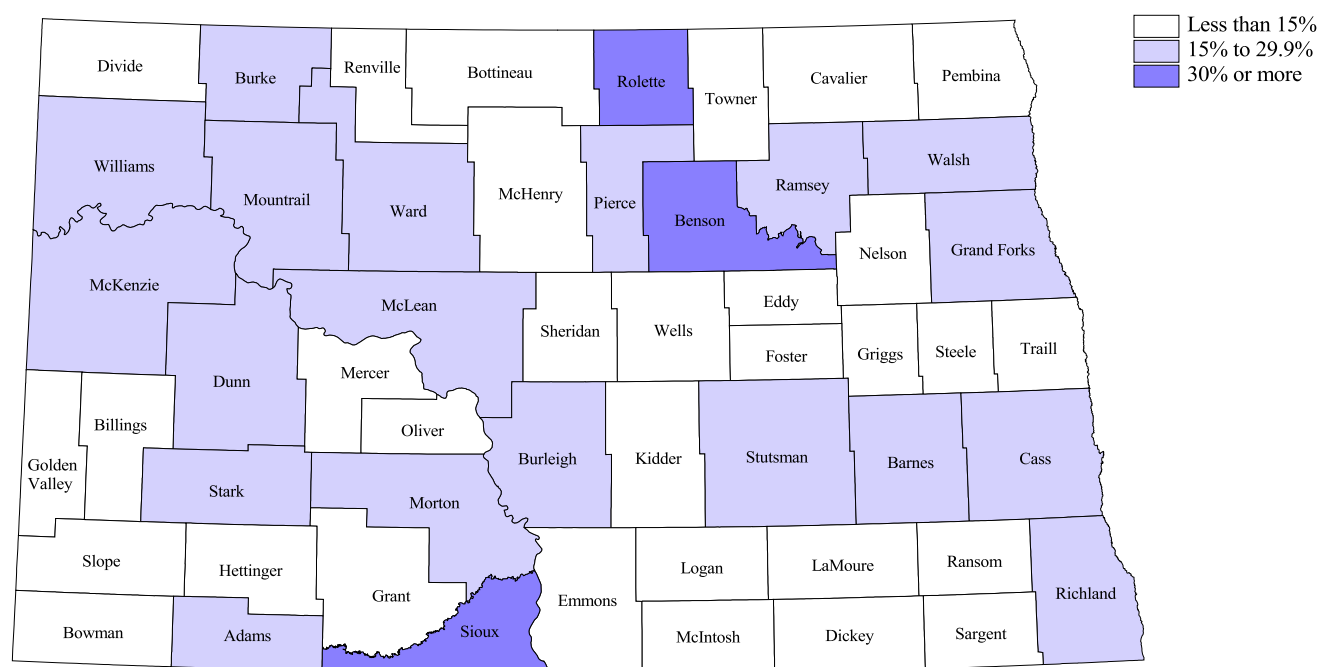 Less than 15%
15% to 29.9%
30% or more
Divide
Burke
Renville
Bottineau
Rolette
Towner
Cavalier
Pembina
Williams
Mountrail
Ward
McHenry
Pierce
Benson
Ramsey
Walsh
Nelson
Grand Forks
McKenzie
McLean
Sheridan
Wells
Eddy
Foster
Griggs
Steele
Traill
Dunn
Mercer
Oliver
Billings
Golden
Valley
Stark
Morton
Burleigh
Kidder
Stutsman
Barnes
Cass
Slope
Hettinger
Grant
Emmons
Logan
LaMoure
Ransom
Richland
Bowman
Adams
Sioux
McIntosh
Dickey
Sargent